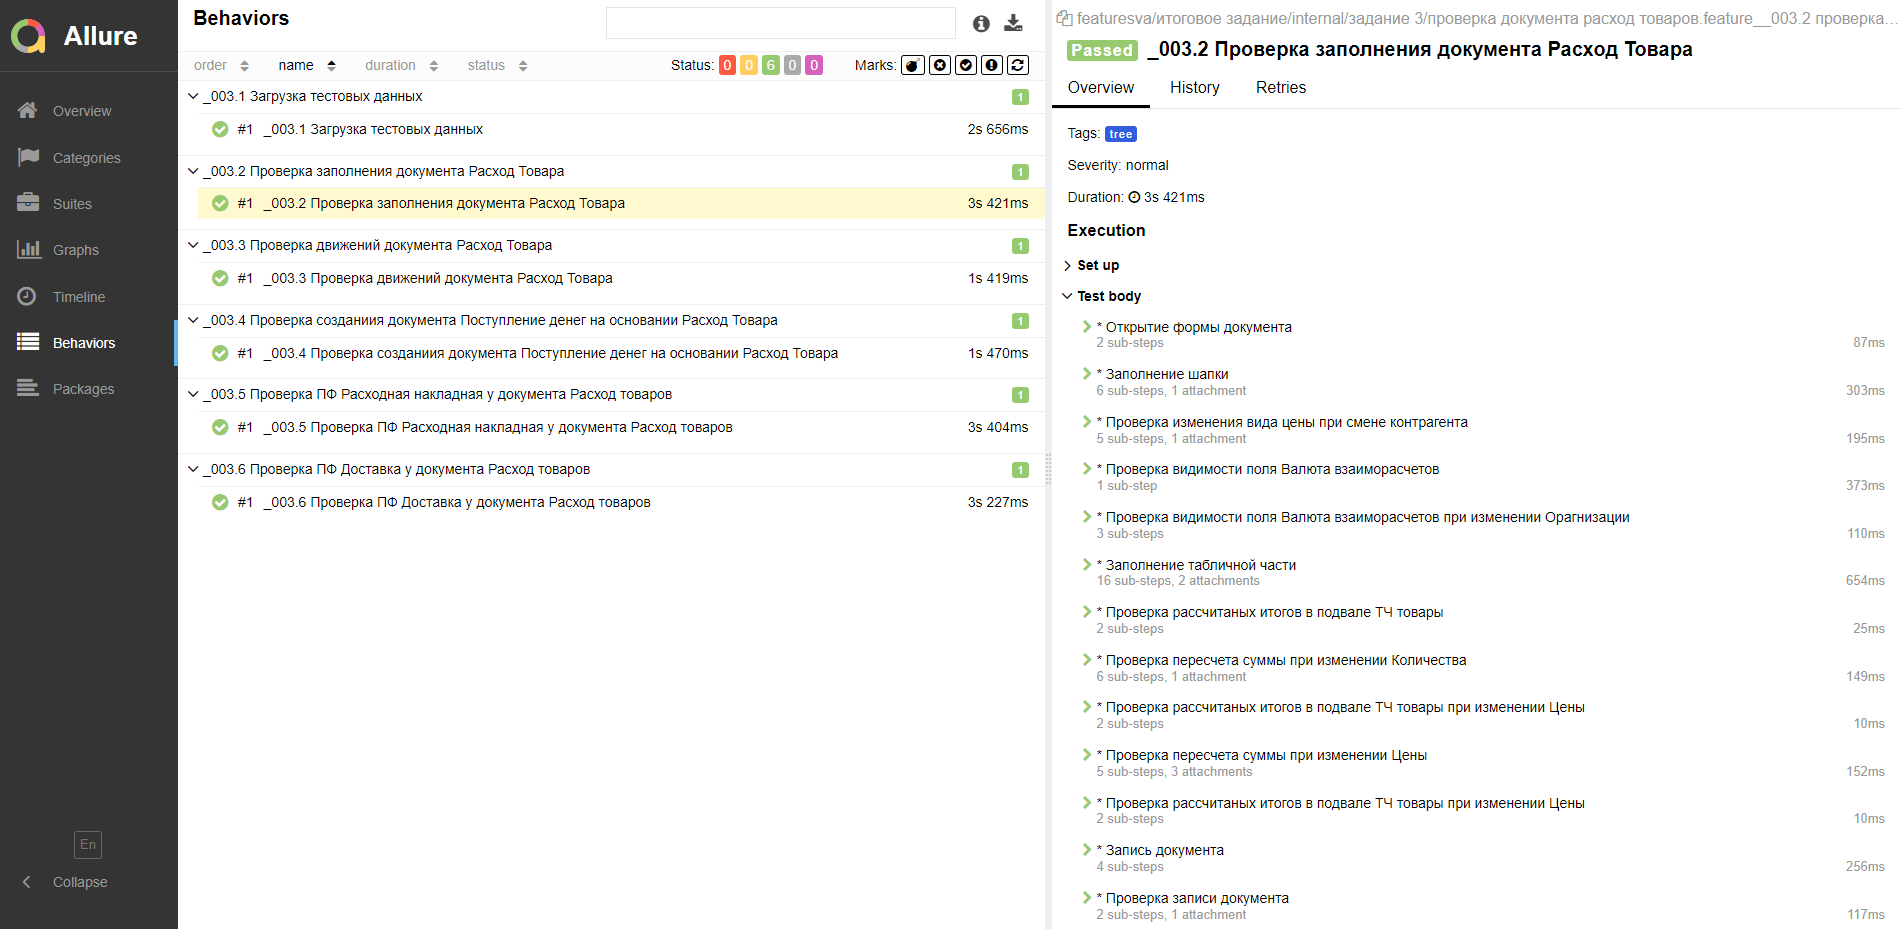 Allure
Overview
Categories
Suites
Graphs
Timeline
Behaviors
Packages
En
Collapse
Behaviors
order name duration status Status: 0 0 6 0 0 Marks:
_003.1 Загрузка тестовых данных 1
#1 _003.1 Загрузка тестовых данных 2s 656ms
_003.2 Проверка заполнения документа Расход Товара 1
#1 _003.2 Проверка заполнения документа Расход Товара 3s 421ms
_003.3 Проверка движений документа Расход Товара 1
#1 _003.3 Проверка движений документа Расход Товара 1s 419ms
_003.4 Проверка созданиия документа Поступление денег на основании Расход Товара 1
#1 _003.4 Проверка созданиия документа Поступление денег на основании Расход Товара 1s 470ms
_003.5 Проверка ПФ Расходная накладная у документа Расход товаров 1
#1 _003.5 Проверка ПФ Расходная накладная у документа Расход товаров 3s 404ms
_003.6 Проверка ПФ Доставка у документа Расход товаров 1
#1 _003.6 Проверка ПФ Доставка у документа Расход товаров 3s 227ms
featuresva/итоговое задание/internal/задание 3/проверка документа расход товаров.feature__003.2 проверка...
Passed _003.2 Проверка заполнения документа Расход Товара
Overview History Retries
Tags: tree
Severity: normal
Duration: 3s 421ms
Execution
Set up
Test body
* Открытие формы документа
2 sub-steps 87ms
* Заполнение шапки
6 sub-steps, 1 attachment 303ms
* Проверка изменения вида цены при смене контрагента
5 sub-steps, 1 attachment 195ms
* Проверка видимости поля Валюта взаиморасчетов
1 sub-step 373ms
* Проверка видимости поля Валюта взаиморасчетов при изменении Орагнизации
3 sub-steps 110ms
* Заполнение табличной части
16 sub-steps, 2 attachments 654ms
* Проверка рассчитаных итогов в подвале ТЧ товары
2 sub-steps 25ms
* Проверка пересчета суммы при изменении Количества
6 sub-steps, 1 attachment 149ms
* Проверка рассчитаных итогов в подвале ТЧ товары при изменении Цены
2 sub-steps 10ms
* Проверка пересчета суммы при изменении Цены
5 sub-steps, 3 attachments 152ms
* Проверка рассчитаных итогов в подвале ТЧ товары при изменении Цены
2 sub-steps 10ms
* Запись документа
4 sub-steps 256ms
* Проверка записи документа
2 sub-steps, 1 attachment 117ms